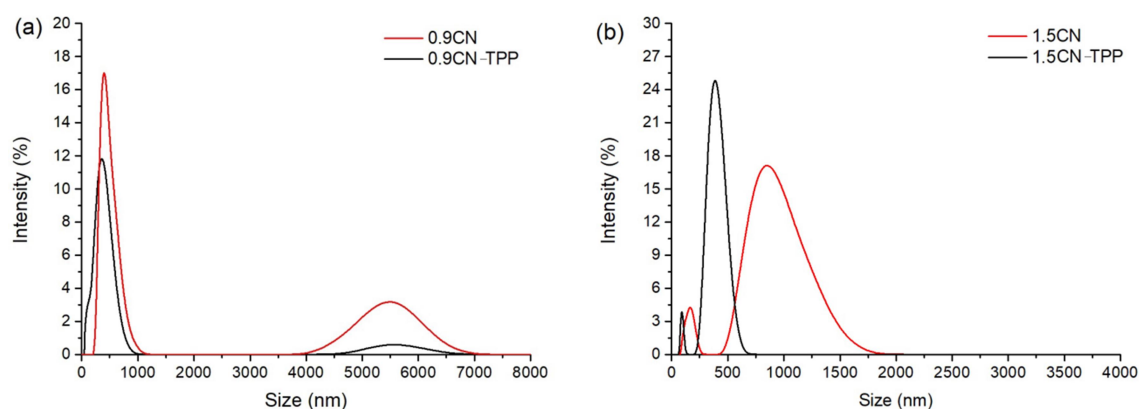 (a)
20
18
16
14
12
10
8
6
4
2
0
Intensity (%)
0.9CN
0.9CN-TPP
0 1000 2000 3000 4000 5000 6000 7000 8000
Size (nm)
(b)
30
27
24
21
18
15
12
9
6
3
0
Intensity (%)
1.5CN
1.5CN-TPP
0 500 1000 1500 2000 2500 3000 3500 4000
Size (nm)